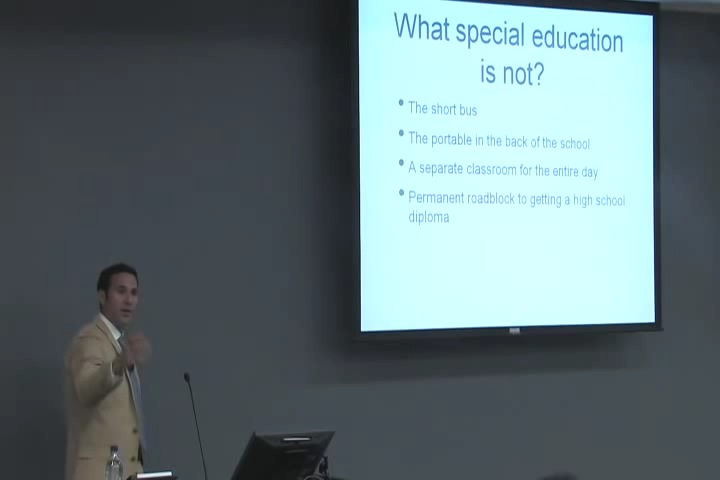 What special education
is not?
• The short bus
• The portable in the back of the school
• A separate classroom for the entire day
• Permanent roadblock to getting a high school
diploma